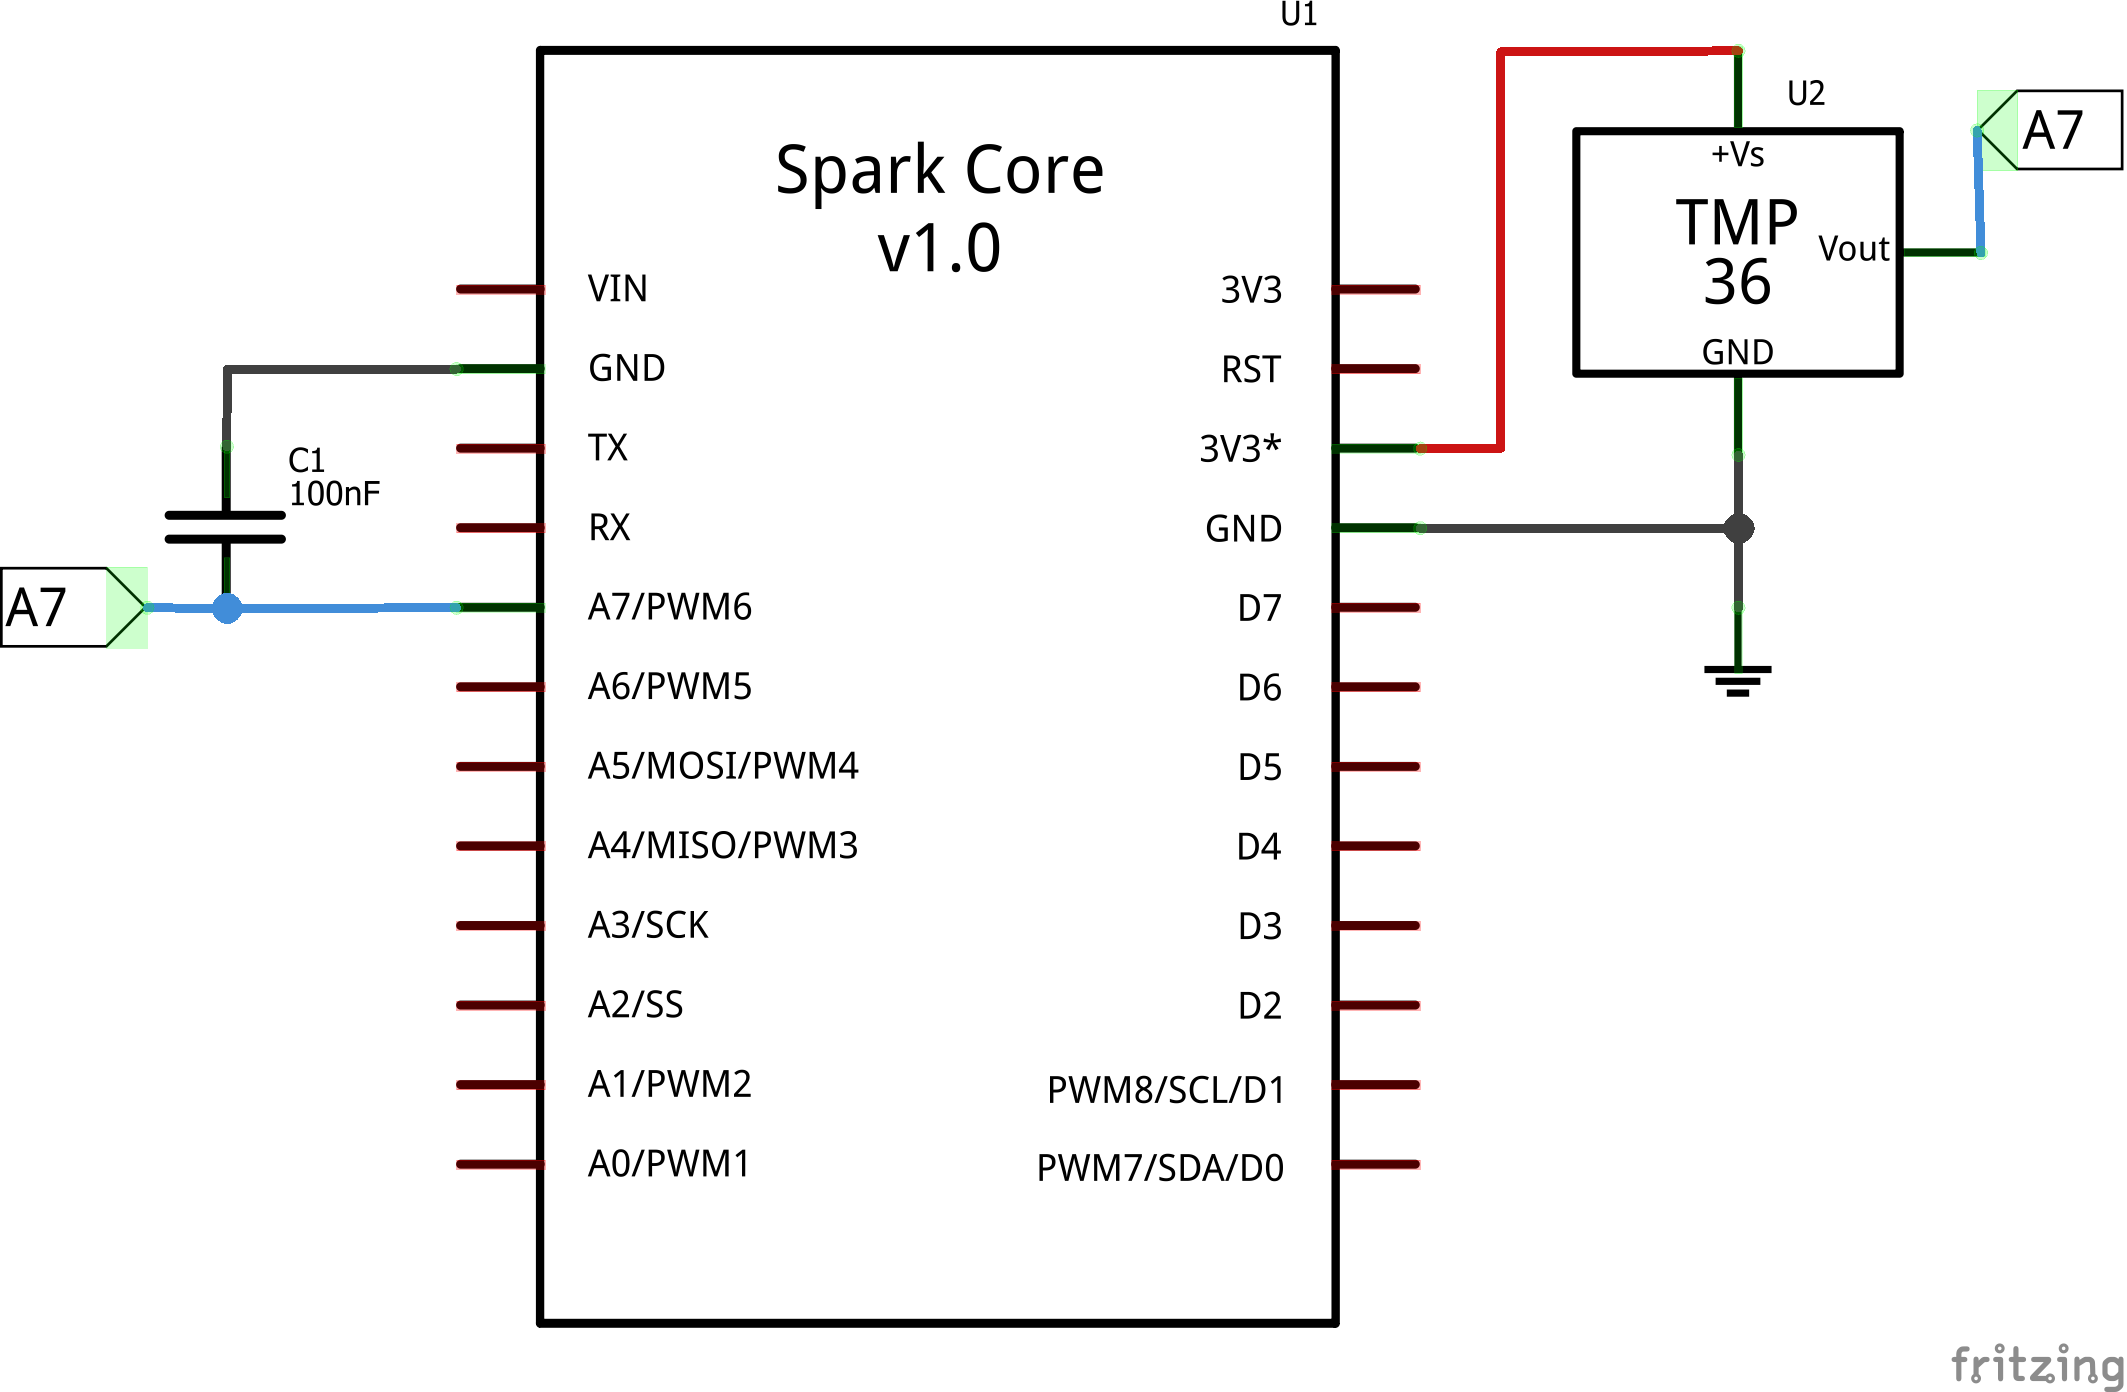 U1
Spark Core
v1.0
VIN
GND
TX
RX
A7/PWM6
A6/PWM5
A5/MOSI/PWM4
A4/MISO/PWM3
A3/SCK
A2/SS
A1/PWM2
A0/PWM1
3V3
RST
3V3*
GND
D7
D6
D5
D4
D3
D2
PWM8/SCL/D1
PWM7/SDA/D0
C1
100nF
A7
U2
+Vs
TMP
36
Vout
GND
A7
fritzing